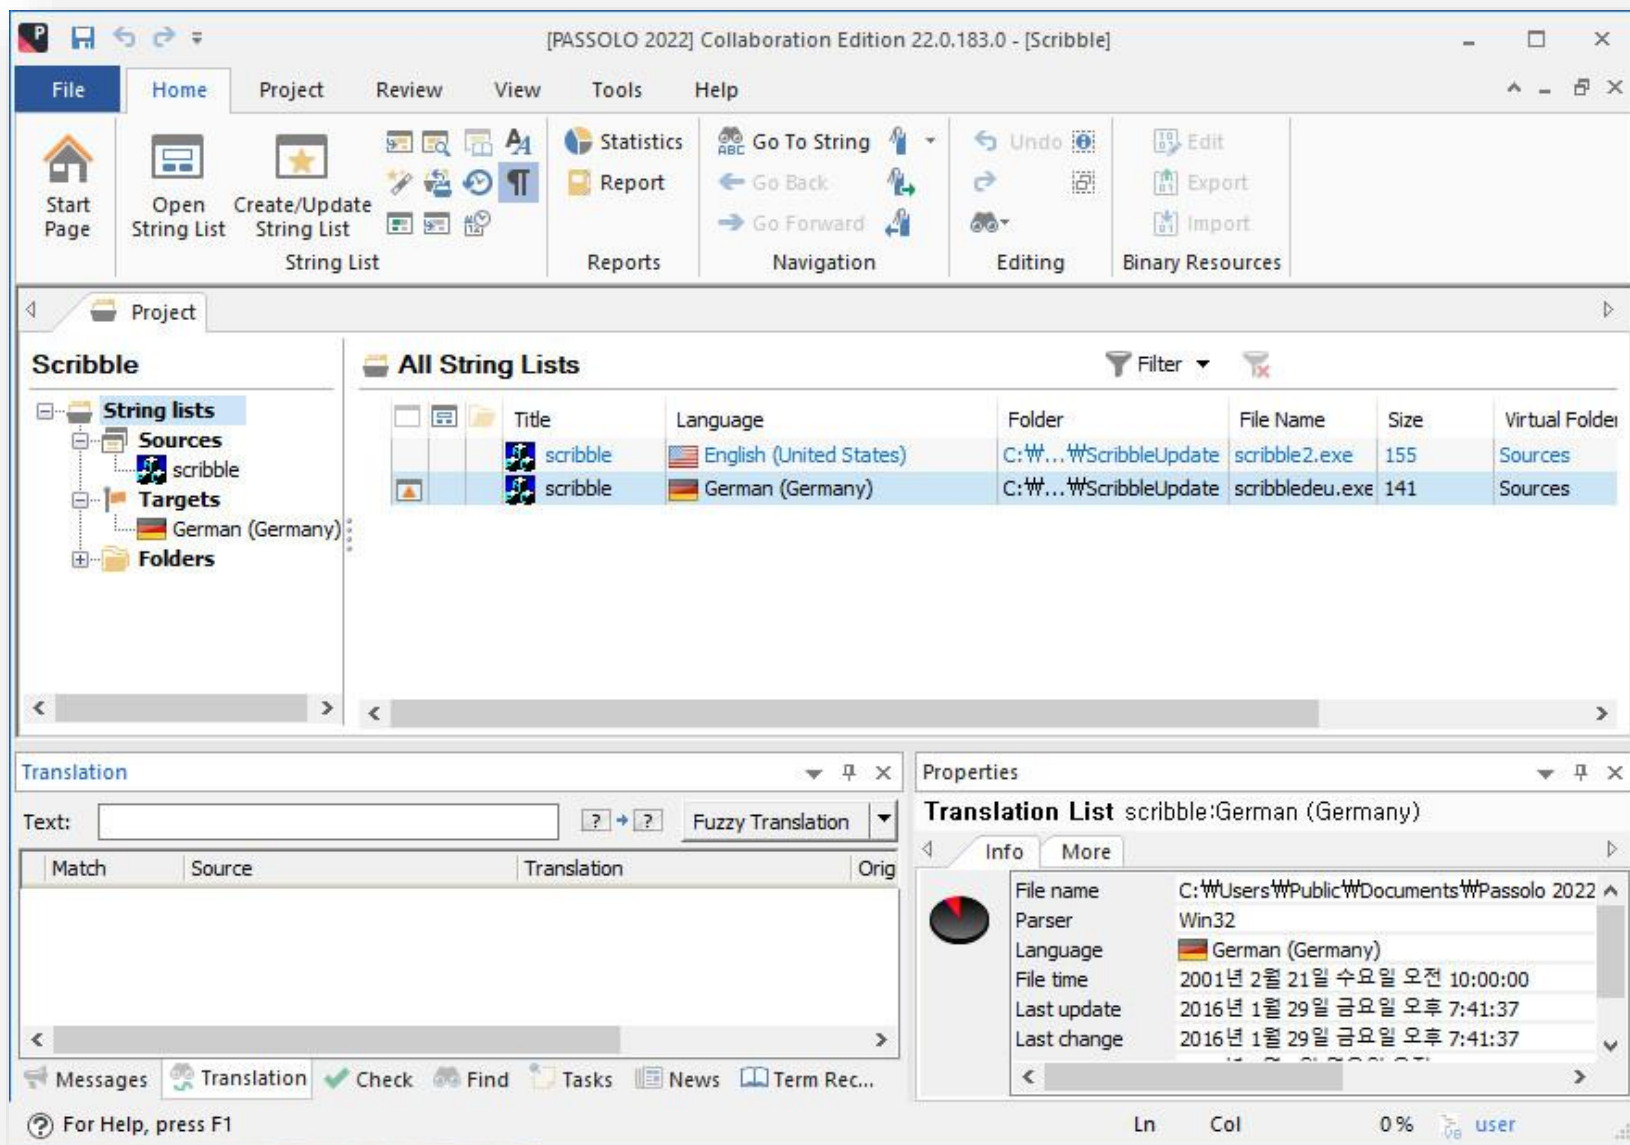 [PASSOLO 2022] Collaboration Edition 22.0.183.0 - [Scribble]
File Home Project Review View Tools Help
Start Page
Open String List
Create/Update String List
String List
Statistics
Report
Reports
ABC Go To String
Go Back
Go Forward
Navigation
Undo
Editing
Edit
Export
Import
Binary Resources
Project
Scribble
String lists
Sources
scribble
Targets
German (Germany)
Folders
All String Lists
Filter
Title Language Folder File Name Size Virtual Folder
scribble English (United States) C:₩...₩ScribbleUpdate scribble2.exe 155 Sources
scribble German (Germany) C:₩...₩ScribbleUpdate scribbledeu.exe 141 Sources
Translation
Text: ? ? Fuzzy Translation
Match Source Translation Orig
Messages Translation Check Find Tasks News Term Rec...
Properties
Translation List scribble:German (Germany)
Info More
File name C:₩Users₩Public₩Documents₩Passolo 2022
Parser Win32
Language German (Germany)
File time 2001년 2월 21일 수요일 오전 10:00:00
Last update 2016년 1월 29일 금요일 오후 7:41:37
Last change 2016년 1월 29일 금요일 오후 7:41:37
For Help, press F1
Ln Col 0% user